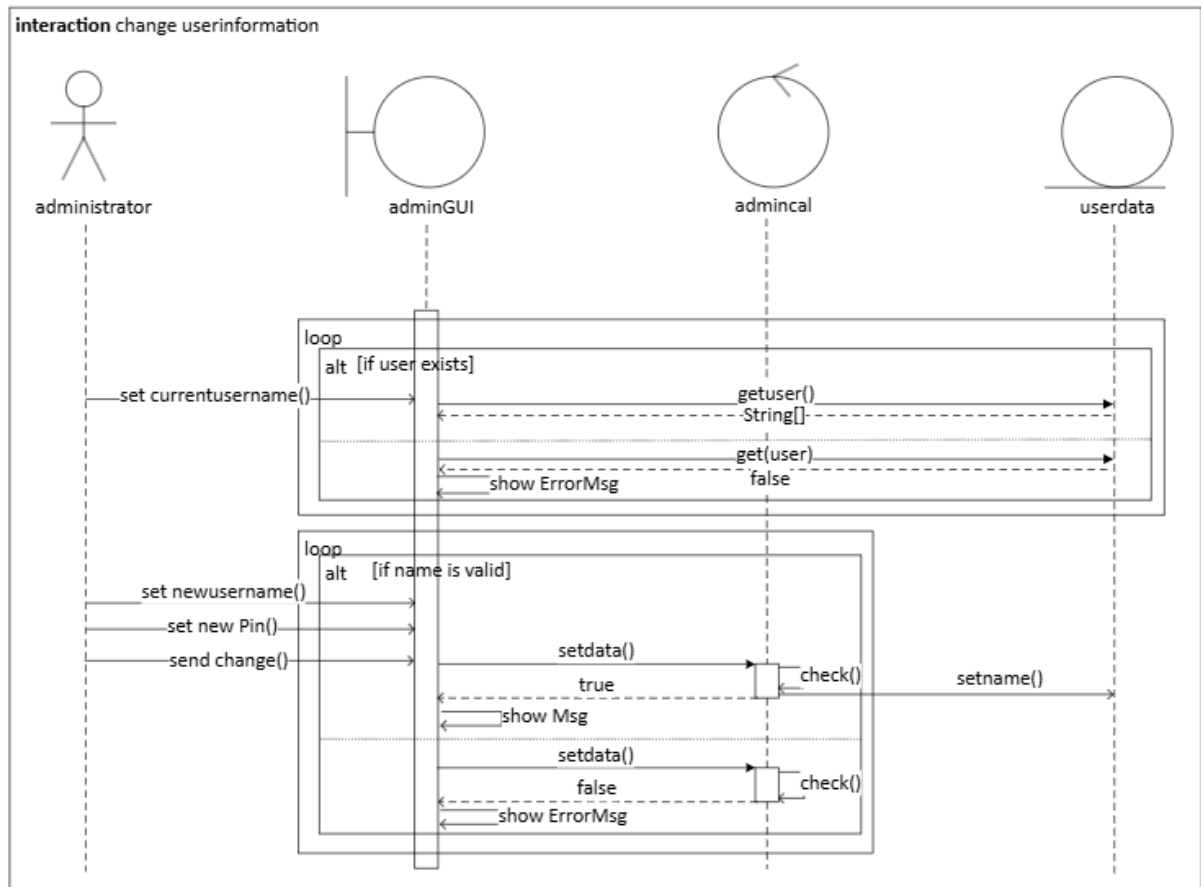 interaction change userinformation
administrator
adminGUI
admincal
userdata
loop
alt [if user exists]
set currentusername()
getuser()
String[]
get(user)
false
show ErrorMsg
loop
alt [if name is valid]
set newusername()
set new Pin()
send change()
setdata()
check()
setname()
true
show Msg
setdata()
check()
false
show ErrorMsg